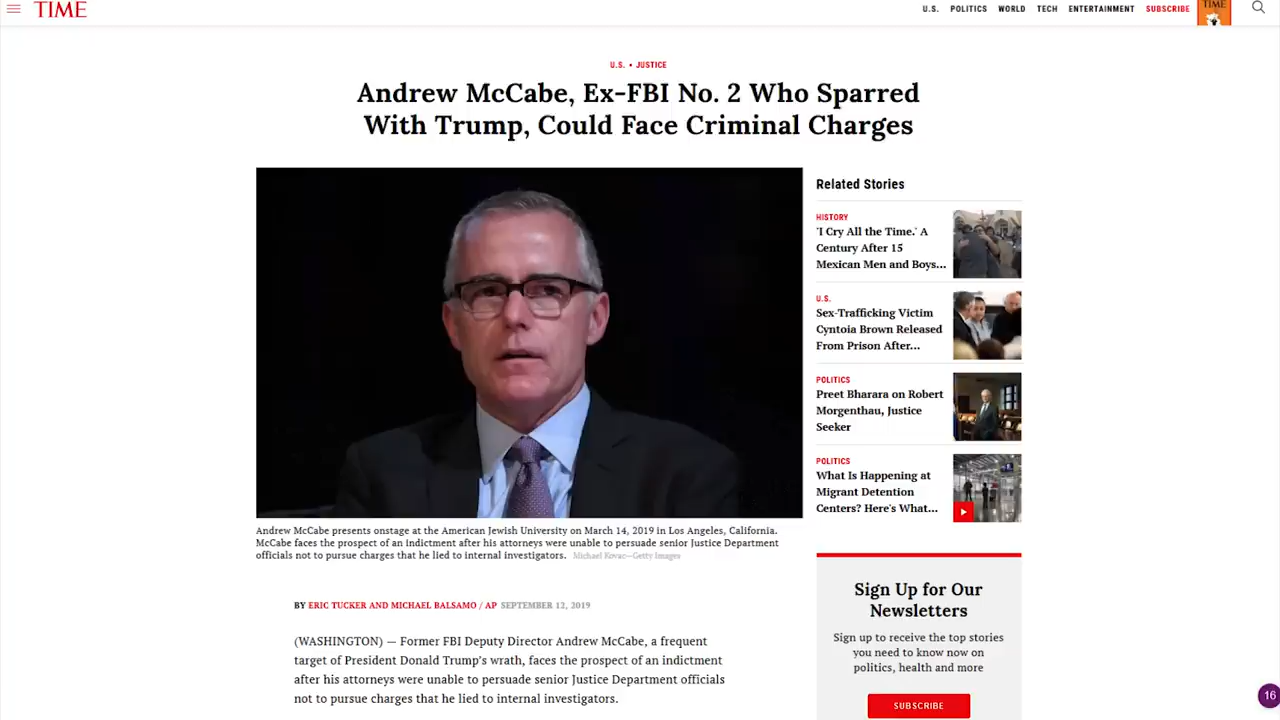 TIME
U.S. POLITICS WORLD TECH ENTERTAINMENT SUBSCRIBE
TIME
U.S. • JUSTICE
Andrew McCabe, Ex-FBI No. 2 Who Sparred
With Trump, Could Face Criminal Charges
Andrew McCabe presents onstage at the American Jewish University on March 14, 2019 in Los Angeles, California.
McCabe faces the prospect of an indictment after his attorneys were unable to persuade senior Justice Department
officials not to pursue charges that he lied to internal investigators. Michael Kovac—Getty Images
BY ERIC TUCKER AND MICHAEL BALSAMO / AP SEPTEMBER 12, 2019
(WASHINGTON) — Former FBI Deputy Director Andrew McCabe, a frequent
target of President Donald Trump's wrath, faces the prospect of an indictment
after his attorneys were unable to persuade senior Justice Department officials
not to pursue charges that he lied to internal investigators.
Related Stories
HISTORY
'I Cry All the Time.' A
Century After 15
Mexican Men and Boys...
U.S.
Sex-Trafficking Victim
Cyntoia Brown Released
From Prison After...
POLITICS
Preet Bharara on Robert
Morgenthau, Justice
Seeker
POLITICS
What Is Happening at
Migrant Detention
Centers? Here's What...
Sign Up for Our
Newsletters
Sign up to receive the top stories
you need to know now on
politics, health and more
SUBSCRIBE
16